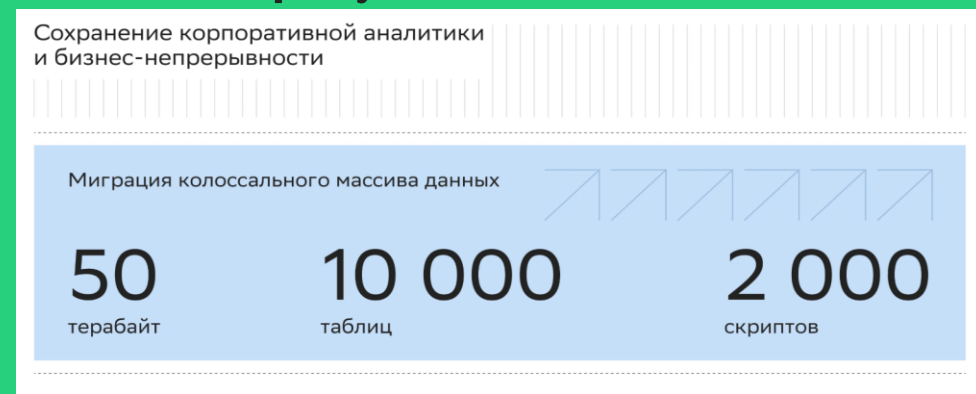 Сохранение корпоративной аналитики
и бизнес-непрерывности
Миграция колоссального массива данных
50
10 000
2 000
терабайт
таблиц
скриптов